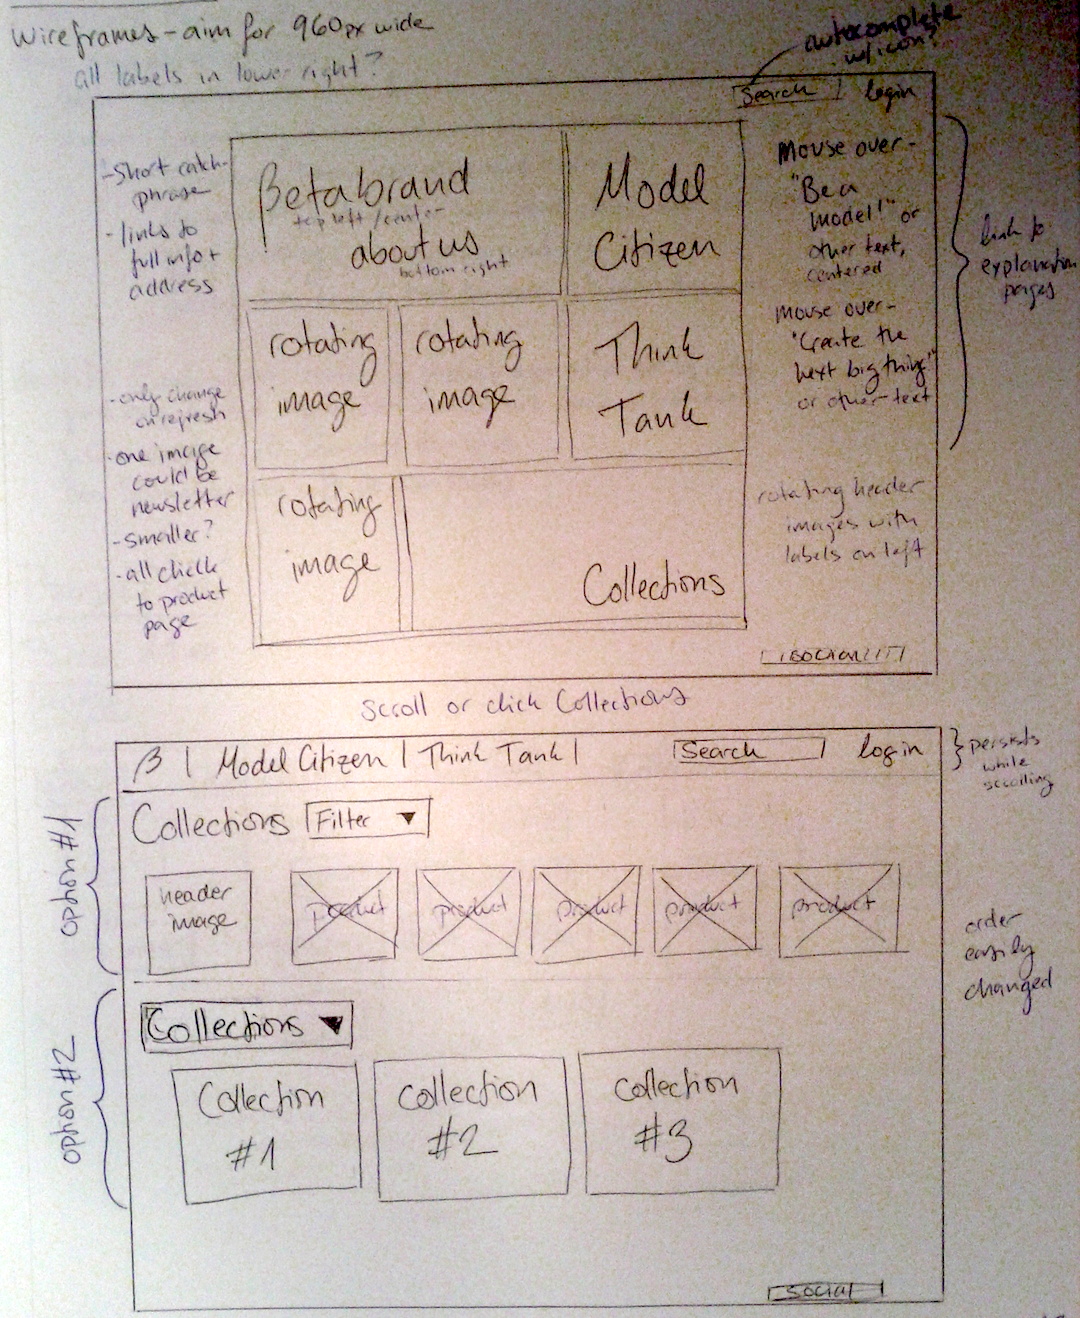 Wireframes - aim for 960px wide
all labels in lower right?
autocomplete
w/icon?
Search
login
- Short catch-
phrase
- links to
full info +
address
Betabrand
top left / center
about us
bottom right
Model
Citizen
Mouse over -
"Be a
model!" or
other text,
centered
link to
explanation
pages
rotating
image
rotating
image
Think
Tank
Mouse over -
"Create the
next big thing!"
or other text
- only change
on refresh
- one image
could be
newsletter
- smaller?
- all click
to product
page
rotating
image
Collections
rotating header
images with
labels on left
SOCIAL
Scroll or click Collections
β | Model Citizen | Think Tank |
Search
login
persists
while
scrolling
option #1
Collections
Filter ▼
header
image
product
product
product
product
product
order
easily
changed
option #2
Collections ▼
Collection
#1
Collection
#2
Collection
#3
SOCIAL